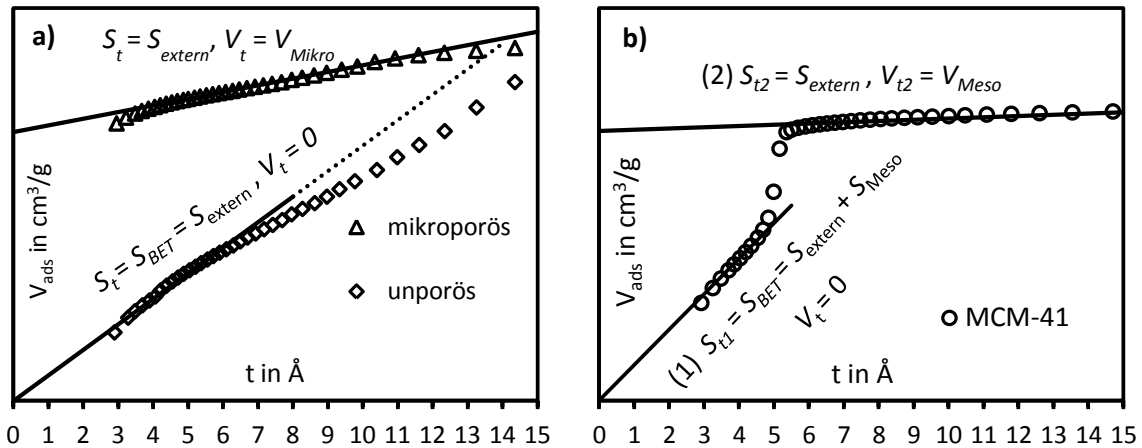 a)
S_t = S_extern, V_t = V_Mikro
V_ads in cm³/g
S_t = S_BET = S_extern , V_t = 0
mikroporös
unporös
t in Å
0 1 2 3 4 5 6 7 8 9 10 11 12 13 14 15
b)
(2) S_t2 = S_extern , V_t2 = V_Meso
V_ads in cm³/g
(1) S_t1 = S_BET = S_extern + S_Meso
V_t = 0
MCM-41
t in Å
0 1 2 3 4 5 6 7 8 9 10 11 12 13 14 15